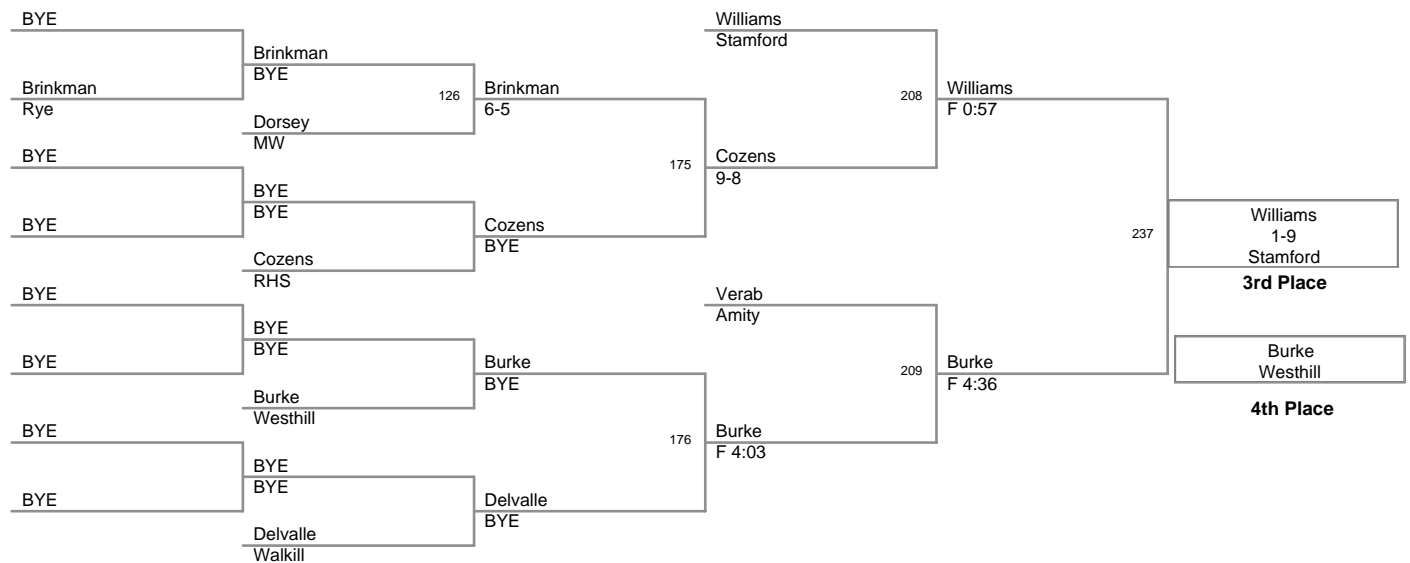 BYE
Brinkman
Rye
BYE
BYE
BYE
BYE
BYE
BYE
Brinkman
BYE
Dorsey
MW
BYE
BYE
Cozens
RHS
BYE
BYE
Burke
Westhill
BYE
BYE
Delvalle
Walkill
126
Brinkman
6-5
Cozens
BYE
Burke
BYE
Delvalle
BYE
175
176
Williams
Stamford
Cozens
9-8
Verab
Amity
Burke
F 4:03
208
209
Williams
F 0:57
Burke
F 4:36
237
Williams
1-9
Stamford
3rd Place
Burke
Westhill
4th Place